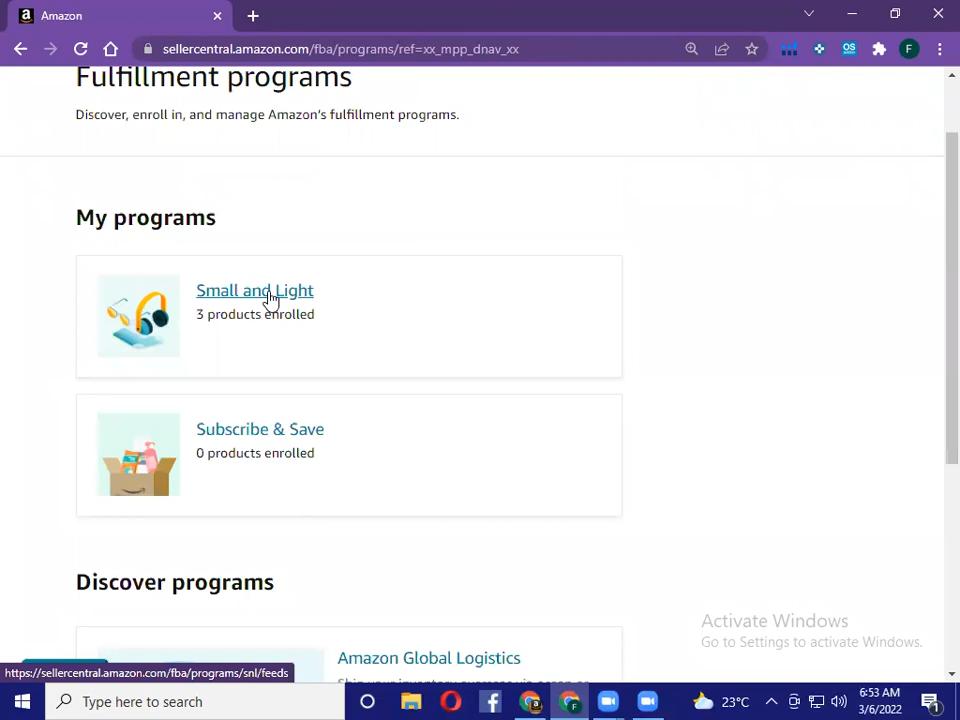 Amazon
sellercentral.amazon.com/fba/programs/ref=xx_mpp_dnav_xx
OS
F
Fulfillment programs
Discover, enroll in, and manage Amazon's fulfillment programs.
My programs
Small and Light
3 products enrolled
Subscribe & Save
0 products enrolled
Discover programs
Amazon Global Logistics
Activate Windows
Go to Settings to activate Windows.
https://sellercentral.amazon.com/fba/programs/snl/feeds
Type here to search
23°C
6:53 AM
3/6/2022
1